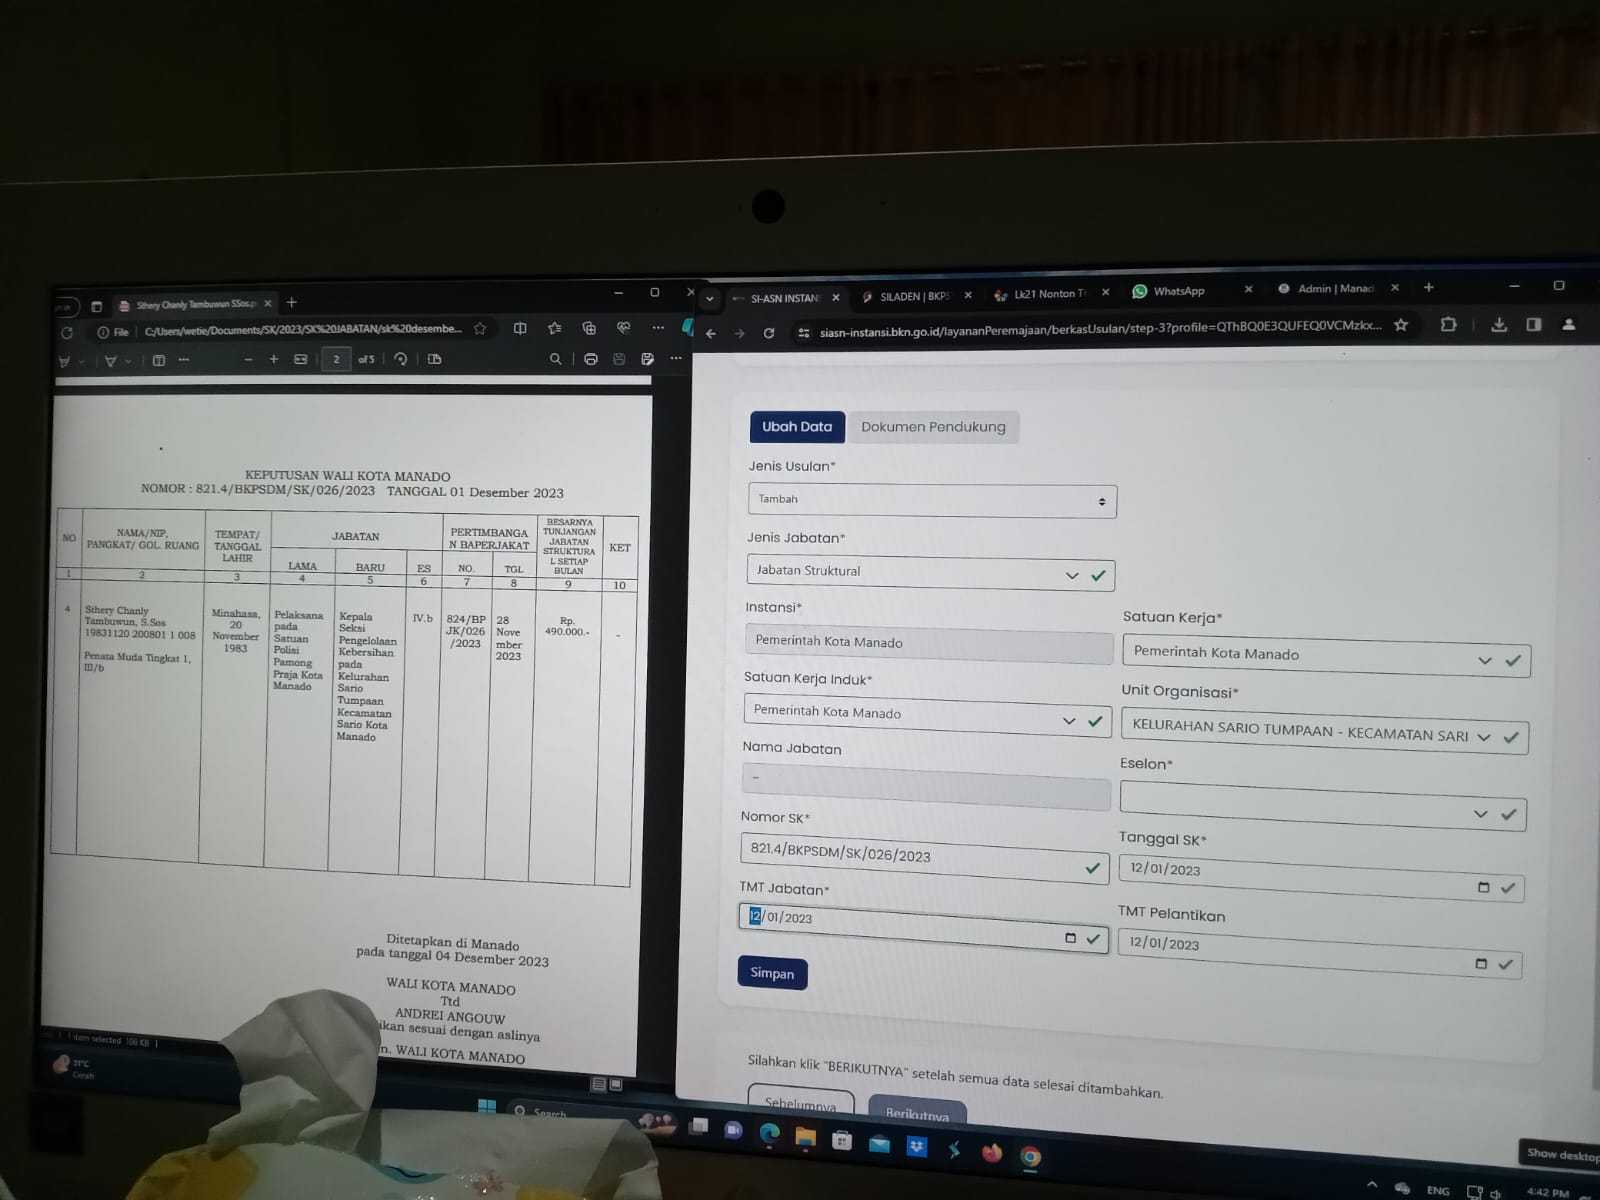 Sthery Chanly Tambuwun SSos.p
File
C:/Users/wetie/Documents/SK/2023/SK%20JABATAN/sk%20desembe...
2 of 5
KEPUTUSAN WALI KOTA MANADO
NOMOR : 821.4/BKPSDM/SK/026/2023 TANGGAL 01 Desember 2023
NO
NAMA/NIP,
PANGKAT/ GOL. RUANG
TEMPAT/
TANGGAL
LAHIR
JABATAN
LAMA
BARU
ES
PERTIMBANGA
N BAPERJAKAT
NO.
TGL
BESARNYA
TUNJANGAN
JABATAN
STRUKTURA
L SETIAP
BULAN
KET
1 2 3 4 5 6 7 8 9 10
4
Sthery Chanly
Tambuwun, S.Sos
19831120 200801 1 008
Penata Muda Tingkat 1,
III/b
Minahasa,
20
November
1983
Pelaksana
pada
Satuan
Polisi
Pamong
Praja Kota
Manado
Kepala
Seksi
Pengelolaan
Kebersihan
pada
Kelurahan
Sario
Tumpaan
Kecamatan
Sario Kota
Manado
IV.b
824/BP
JK/026
/2023
28
Nove
mber
2023
Rp.
490.000.-
-
Ditetapkan di Manado
pada tanggal 04 Desember 2023
WALI KOTA MANADO
Ttd
ANDREI ANGOUW
ikan sesuai dengan aslinya
n. WALI KOTA MANADO
1 item selected 106 KB
SI-ASN INSTAN
SILADEN | BKPS
Lk21 Nonton T
WhatsApp
Admin | Manad
siasn-instansi.bkn.go.id/layananPeremajaan/berkasUsulan/step-3?profile=QThBQ0E3QUFEQ0VCMzkx...
Ubah Data
Dokumen Pendukung
Jenis Usulan*
Tambah
Jenis Jabatan*
Jabatan Struktural
Instansi*
Pemerintah Kota Manado
Satuan Kerja*
Pemerintah Kota Manado
Satuan Kerja Induk*
Pemerintah Kota Manado
Unit Organisasi*
KELURAHAN SARIO TUMPAAN - KECAMATAN SARI
Nama Jabatan
-
Eselon*
Nomor SK*
821.4/BKPSDM/SK/026/2023
Tanggal SK*
12/01/2023
TMT Jabatan*
12/01/2023
TMT Pelantikan
12/01/2023
Simpan
Silahkan klik "BERIKUTNYA" setelah semua data selesai ditambahkan.
Sebelumnya
Berikutnya
31°C
Cerah
Search
Show desktop
ENG
4:42 PM